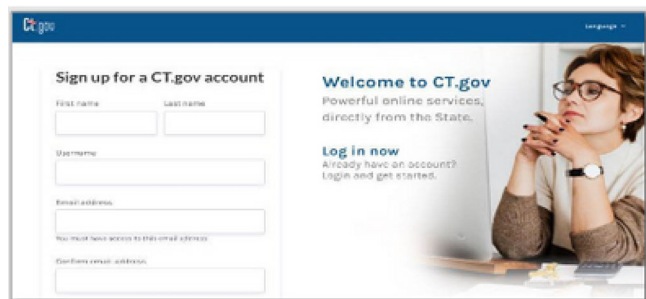 Ct.gov
Language
Sign up for a CT.gov account
First name
Last name
Username
Email address
You must have access to this email address
Confirm email address
Welcome to CT.gov
Powerful online services,
directly from the State.
Log in now
Already have an account?
Login and get started.